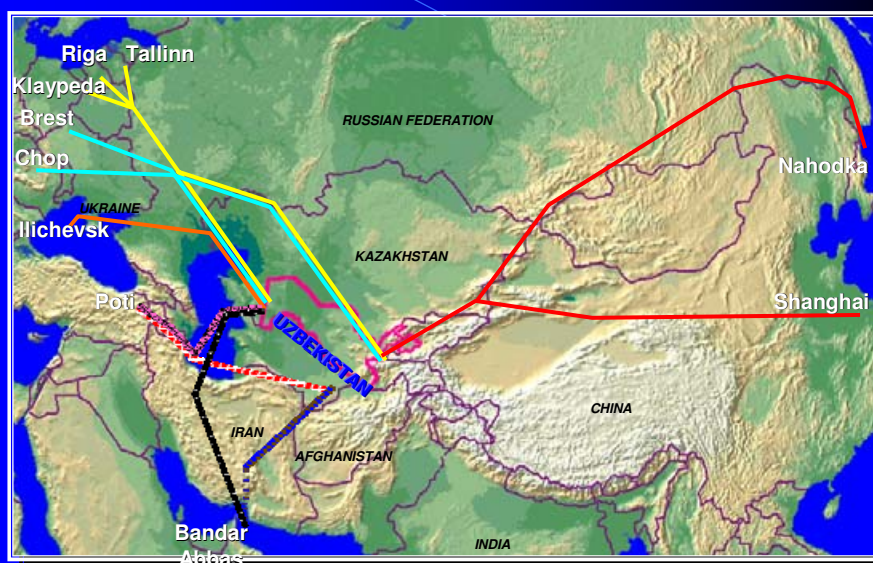 Riga Tallinn
Klaypeda
Brest
RUSSIAN FEDERATION
Chop
Nahodka
UKRAINE
Ilichevsk
KAZAKHSTAN
Poti
Shanghai
UZBEKISTAN
CHINA
IRAN
AFGHANISTAN
Bandar
Abbas
INDIA